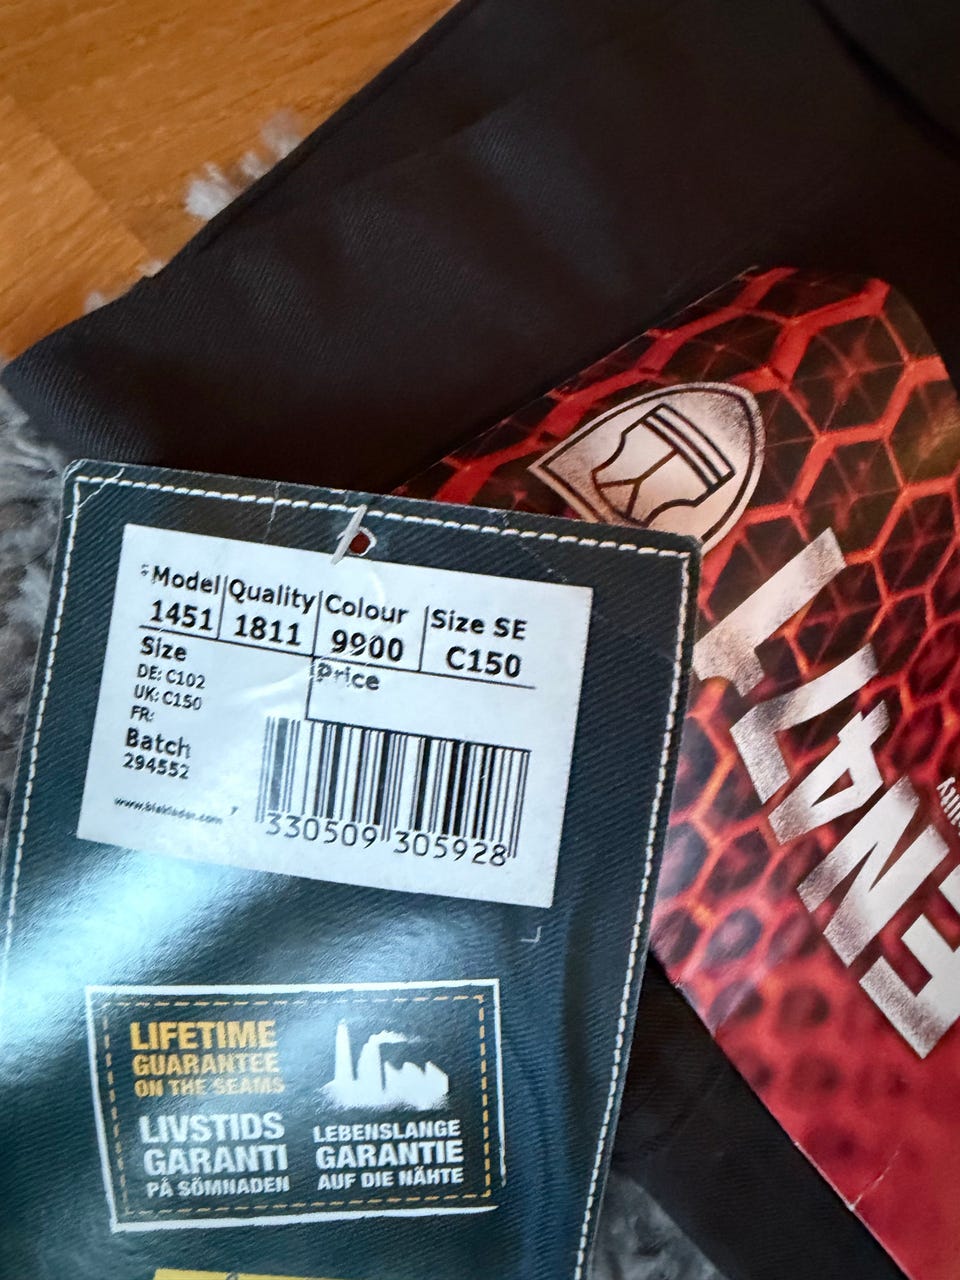 Model Quality Colour Size SE
1451 1811 9900 C150
Size
Price
DE: C102
UK: C150
FR:
Batch
294552
www.blaklader.com
7
330509 305928
LIFETIME
GUARANTEE
ON THE SEAMS
LIVSTIDS
GARANTI
PÅ SÖMNADEN
LEBENSLANGE
GARANTIE
AUF DIE NÄHTE